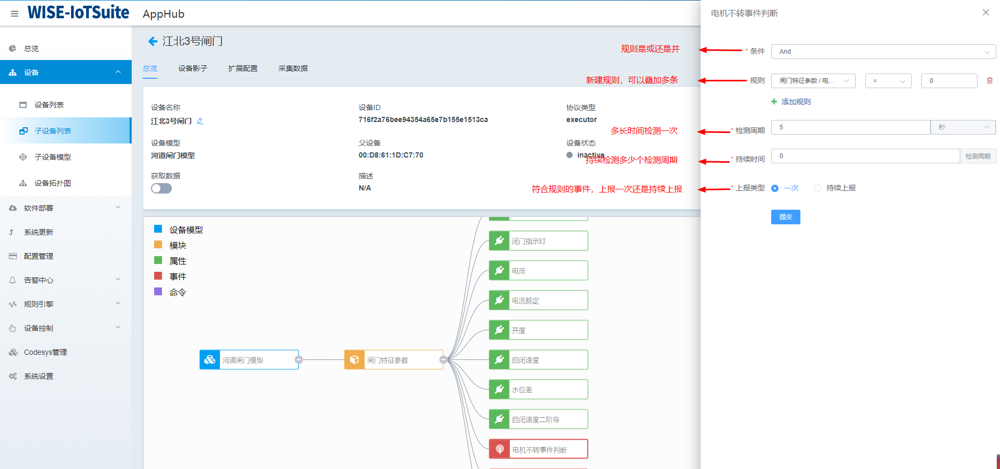 WISE-IoTSuite
AppHub
总览
设备
设备列表
子设备列表
子设备模型
设备拓扑图
软件部署
系统更新
配置管理
告警中心
规则引擎
设备控制
Codesys管理
系统设置
江北3号闸门
总览 设备影子 扩展配置 采集数据
设备名称
江北3号闸门
设备ID
716f2a76bee94354a65e7b155e1513ca
协议类型
executor
设备模型
河道闸门模型
父设备
00:D8:61:1D:C7:70
设备状态
inactive
获取数据
描述
N/A
规则是或还是并
新建规则，可以叠加多条
多长时间检测一次
持续检测多少个检测周期
符合规则的事件，上报一次还是持续上报
设备模型
模块
属性
事件
命令
河道闸门模型
闸门特征参数
闭门指示灯
电压
电流额定
开度
启闭速度
水位差
启闭速度二阶导
电机不转事件判断
电机不转事件判断
* 条件 And
规则 闸门特征参数 / 电... = 0
+ 添加规则
* 检测周期 5 秒
* 持续时间 0 检测周期
* 上报类型 一次 持续上报
提交